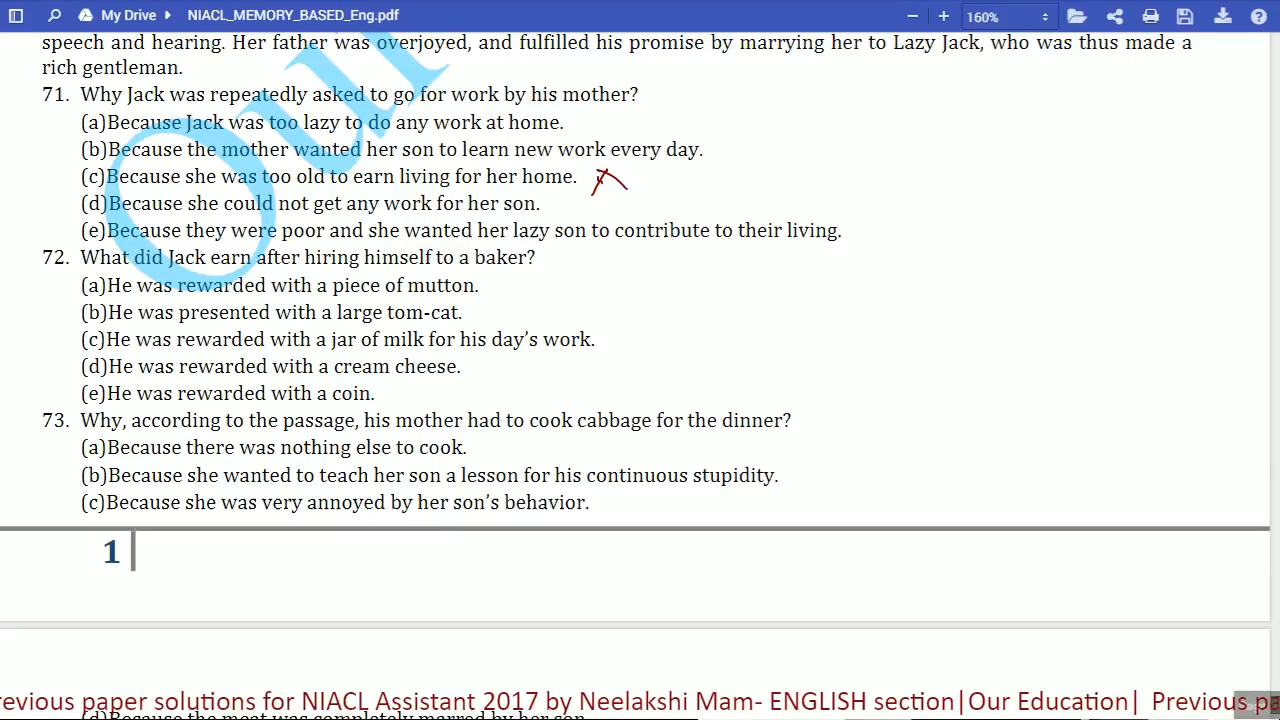 My Drive
NIACL_MEMORY_BASED_Eng.pdf
160%
speech and hearing. Her father was overjoyed, and fulfilled his promise by marrying her to Lazy Jack, who was thus made a
rich gentleman.
71. Why Jack was repeatedly asked to go for work by his mother?
(a)Because Jack was too lazy to do any work at home.
(b)Because the mother wanted her son to learn new work every day.
(c)Because she was too old to earn living for her home.
(d)Because she could not get any work for her son.
(e)Because they were poor and she wanted her lazy son to contribute to their living.
72. What did Jack earn after hiring himself to a baker?
(a)He was rewarded with a piece of mutton.
(b)He was presented with a large tom-cat.
(c)He was rewarded with a jar of milk for his day’s work.
(d)He was rewarded with a cream cheese.
(e)He was rewarded with a coin.
73. Why, according to the passage, his mother had to cook cabbage for the dinner?
(a)Because there was nothing else to cook.
(b)Because she wanted to teach her son a lesson for his continuous stupidity.
(c)Because she was very annoyed by her son’s behavior.
Our
1
revious paper solutions for NIACL Assistant 2017 by Neelakshi Mam- ENGLISH section|Our Education| Previous pa
(d)Because the meat was completely marred by her son